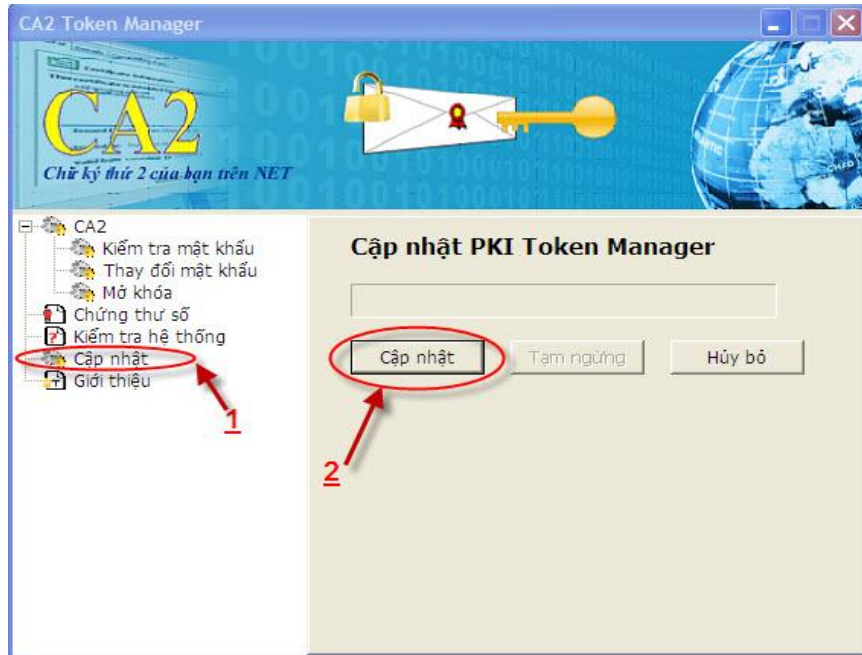 CA2 Token Manager
CA2
Chữ ký thứ 2 của bạn trên NET
CA2
Kiểm tra mật khẩu
Thay đổi mật khẩu
Mở khóa
Chứng thư số
Kiểm tra hệ thống
Cập nhật
Giới thiệu
1
Cập nhật PKI Token Manager
Cập nhật
Tạm ngừng
Hủy bỏ
2